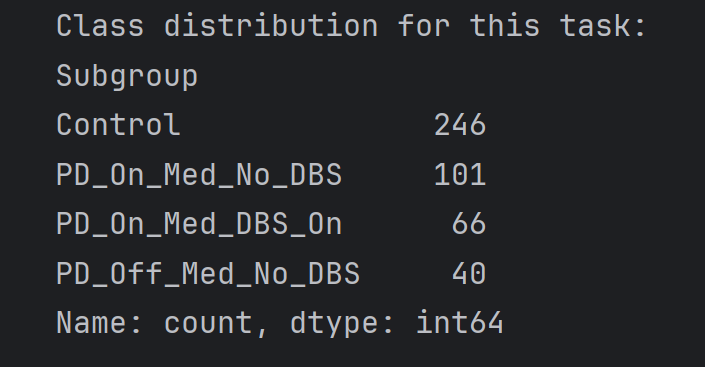 Class distribution for this task:
Subgroup
Control 246
PD_On_Med_No_DBS 101
PD_On_Med_DBS_On 66
PD_Off_Med_No_DBS 40
Name: count, dtype: int64